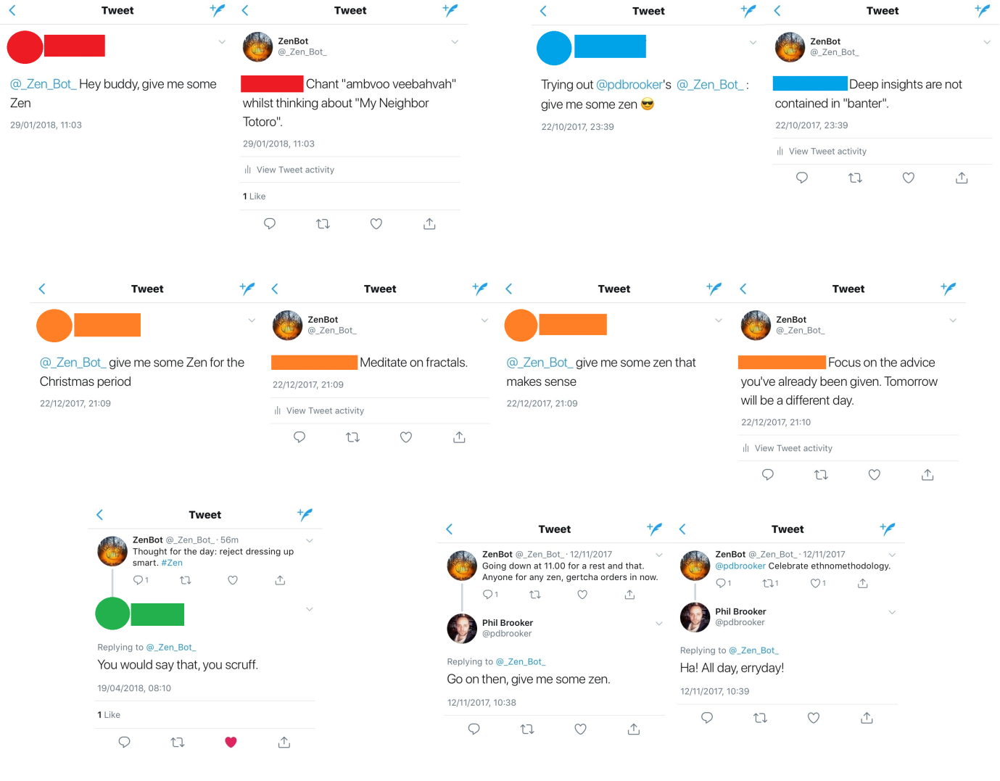 Tweet
@_Zen_Bot_ Hey buddy, give me some
Zen
29/01/2018, 11:03
Tweet
ZenBot
@_Zen_Bot_
Chant "ambvoo veebahvah"
whilst thinking about "My Neighbor
Totoro".
29/01/2018, 11:03
View Tweet activity
1 Like
Tweet
Trying out @pdbrooker's @_Zen_Bot_ :
give me some zen 😎
22/10/2017, 23:39
Tweet
ZenBot
@_Zen_Bot_
Deep insights are not
contained in "banter".
22/10/2017, 23:39
View Tweet activity
Tweet
@_Zen_Bot_ give me some Zen for the
Christmas period
22/12/2017, 21:09
Tweet
ZenBot
@_Zen_Bot_
Meditate on fractals.
22/12/2017, 21:09
View Tweet activity
Tweet
@_Zen_Bot_ give me some zen that
makes sense
22/12/2017, 21:09
Tweet
ZenBot
@_Zen_Bot_
Focus on the advice
you've already been given. Tomorrow
will be a different day.
22/12/2017, 21:10
View Tweet activity
Tweet
ZenBot @_Zen_Bot_ · 56m
Thought for the day: reject dressing up
smart. #Zen
1
Replying to @_Zen_Bot_
You would say that, you scruff.
19/04/2018, 08:10
1 Like
Tweet
ZenBot @_Zen_Bot_ · 12/11/2017
Going down at 11.00 for a rest and that.
Anyone for any zen, gertcha orders in now.
1
Phil Brooker
@pdbrooker
Replying to @_Zen_Bot_
Go on then, give me some zen.
12/11/2017, 10:38
Tweet
ZenBot @_Zen_Bot_ · 12/11/2017
@pdbrooker Celebrate ethnomethodology.
1 1 1
Phil Brooker
@pdbrooker
Replying to @_Zen_Bot_
Ha! All day, erryday!
12/11/2017, 10:39